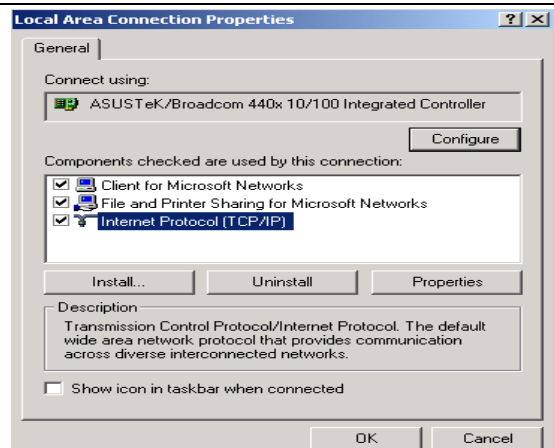 Local Area Connection Properties
General
Connect using:
ASUSTeK/Broadcom 440x 10/100 Integrated Controller
Configure
Components checked are used by this connection:
Client for Microsoft Networks
File and Printer Sharing for Microsoft Networks
Internet Protocol (TCP/IP)
Install... Uninstall Properties
Description
Transmission Control Protocol/Internet Protocol. The default
wide area network protocol that provides communication
across diverse interconnected networks.
Show icon in taskbar when connected
OK Cancel